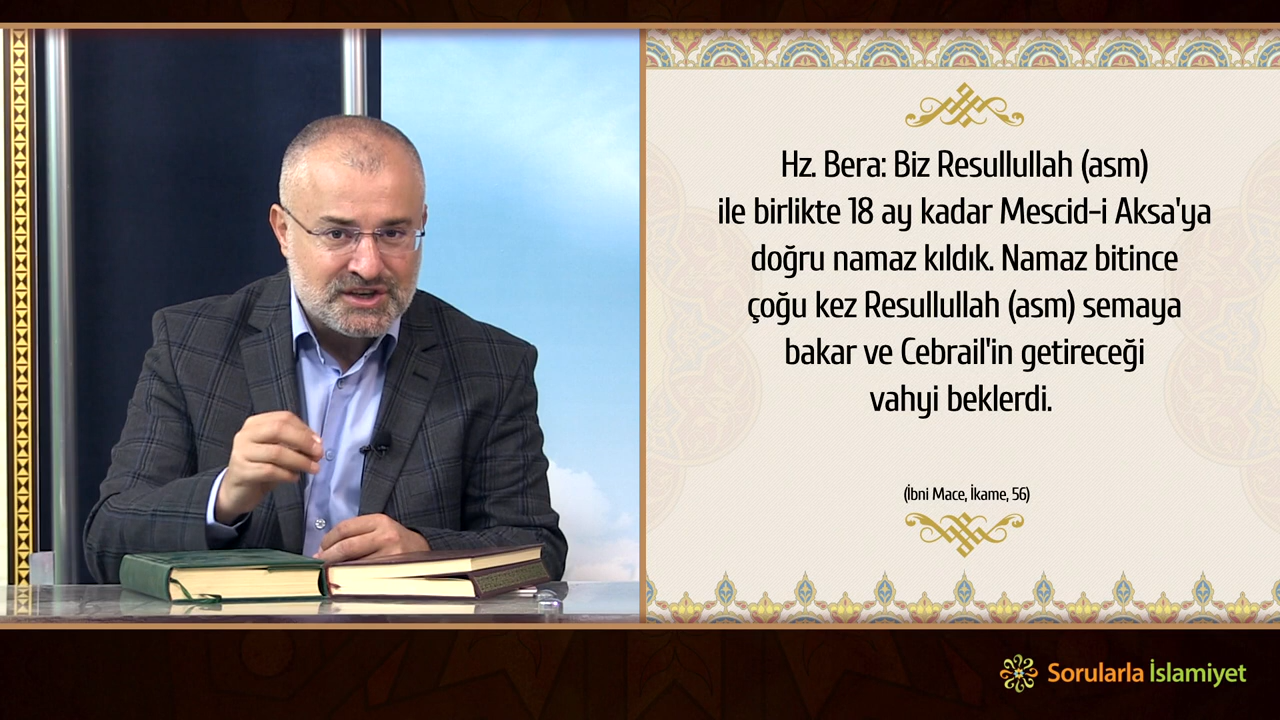 Hz. Bera: Biz Resullullah (asm)
ile birlikte 18 ay kadar Mescid-i Aksa'ya
doğru namaz kıldık. Namaz bitince
çoğu kez Resullullah (asm) semaya
bakar ve Cebrail'in getireceği
vahyi beklerdi.
(İbni Mace, İkame, 56)
Sorularla İslamiyet